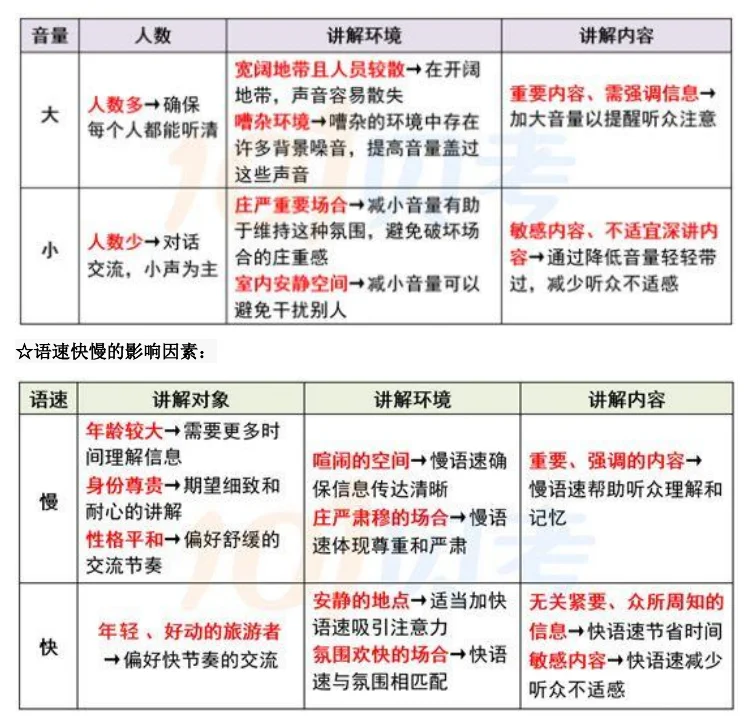 音量 人数 讲解环境 讲解内容
大
人数多→确保
每个人都能听清
宽阔地带且人员较散→在开阔
地带，声音容易散失
嘈杂环境→嘈杂的环境中存在
许多背景噪音，提高音量盖过
这些声音
重要内容、需强调信息→
加大音量以提醒听众注意
小
人数少→对话
交流，小声为主
庄严重要场合→减小音量有助
于维持这种氛围，避免破坏场
合的庄重感
室内安静空间→减小音量可以
避免干扰别人
敏感内容、不适宜深讲内
容→通过降低音量轻轻带
过，减少听众不适感
☆语速快慢的影响因素：
语速 讲解对象 讲解环境 讲解内容
慢
年龄较大→需要更多时
间理解信息
身份尊贵→期望细致和
耐心的讲解
性格平和→偏好舒缓的
交流节奏
喧闹的空间→慢语速确
保信息传达清晰
庄严肃穆的场合→慢语
速体现尊重和严肃
重要、强调的内容→
慢语速帮助听众理解和
记忆
快
年轻 、好动的旅游者
→偏好快节奏的交流
安静的地点→适当加快
语速吸引注意力
氛围欢快的场合→快语
速与氛围相匹配
无关紧要、众所周知的
信息→快语速节省时间
敏感内容→快语速减少
听众不适感